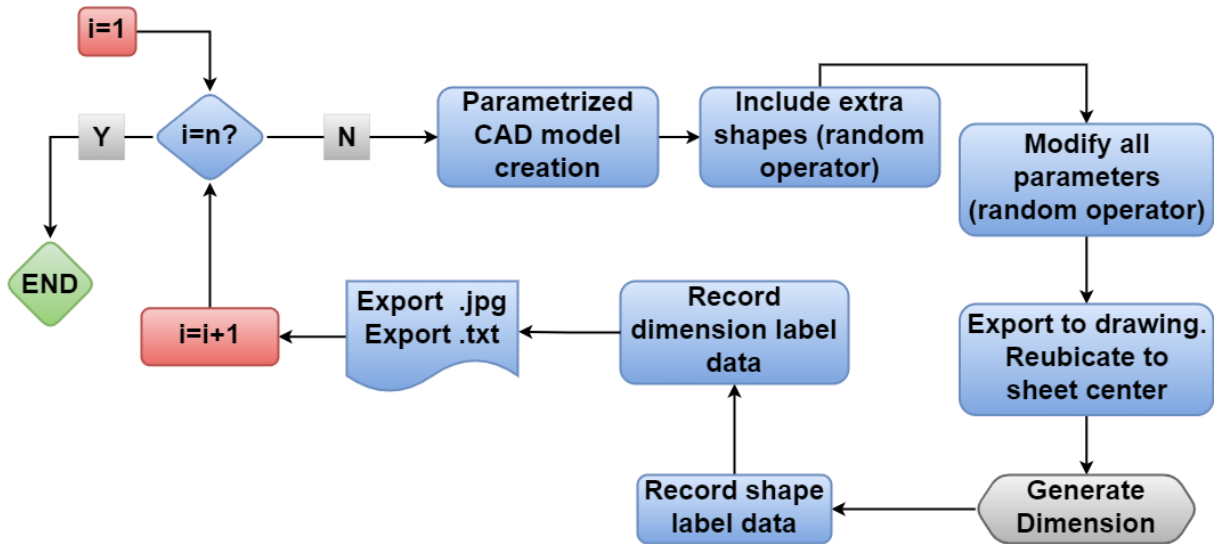 i=1
i=n?
Y
N
END
Parametrized
CAD model
creation
Include extra
shapes (random
operator)
Modify all
parameters
(random operator)
Export to drawing.
Reubicate to
sheet center
Generate
Dimension
Record shape
label data
Record
dimension label
data
Export .jpg
Export .txt
i=i+1